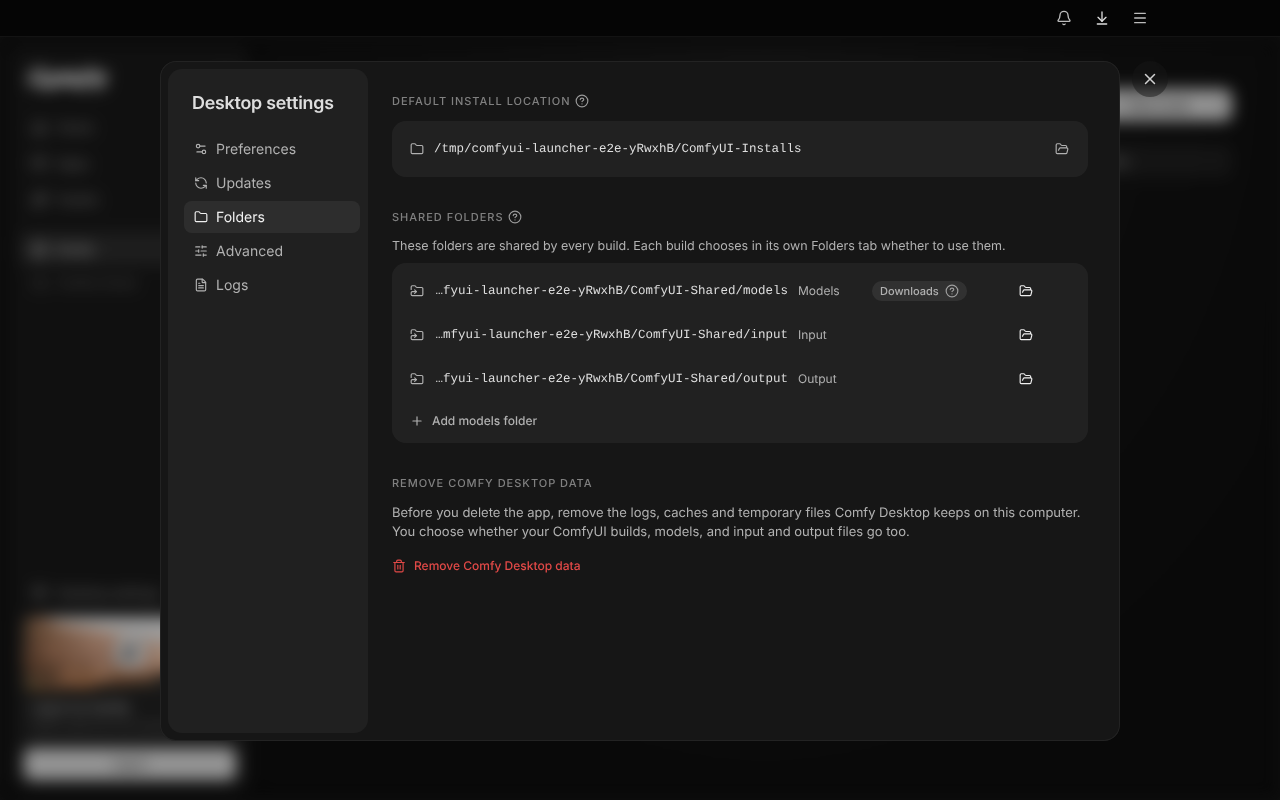 Desktop settings
Preferences
Updates
Folders
Advanced
Logs
DEFAULT INSTALL LOCATION
/tmp/comfyui-launcher-e2e-yRwxhB/ComfyUI-Installs
SHARED FOLDERS
These folders are shared by every build. Each build chooses in its own Folders tab whether to use them.
…fyui-launcher-e2e-yRwxhB/ComfyUI-Shared/models Models Downloads
…mfyui-launcher-e2e-yRwxhB/ComfyUI-Shared/input Input
…fyui-launcher-e2e-yRwxhB/ComfyUI-Shared/output Output
Add models folder
REMOVE COMFY DESKTOP DATA
Before you delete the app, remove the logs, caches and temporary files Comfy Desktop keeps on this computer.
You choose whether your ComfyUI builds, models, and input and output files go too.
Remove Comfy Desktop data